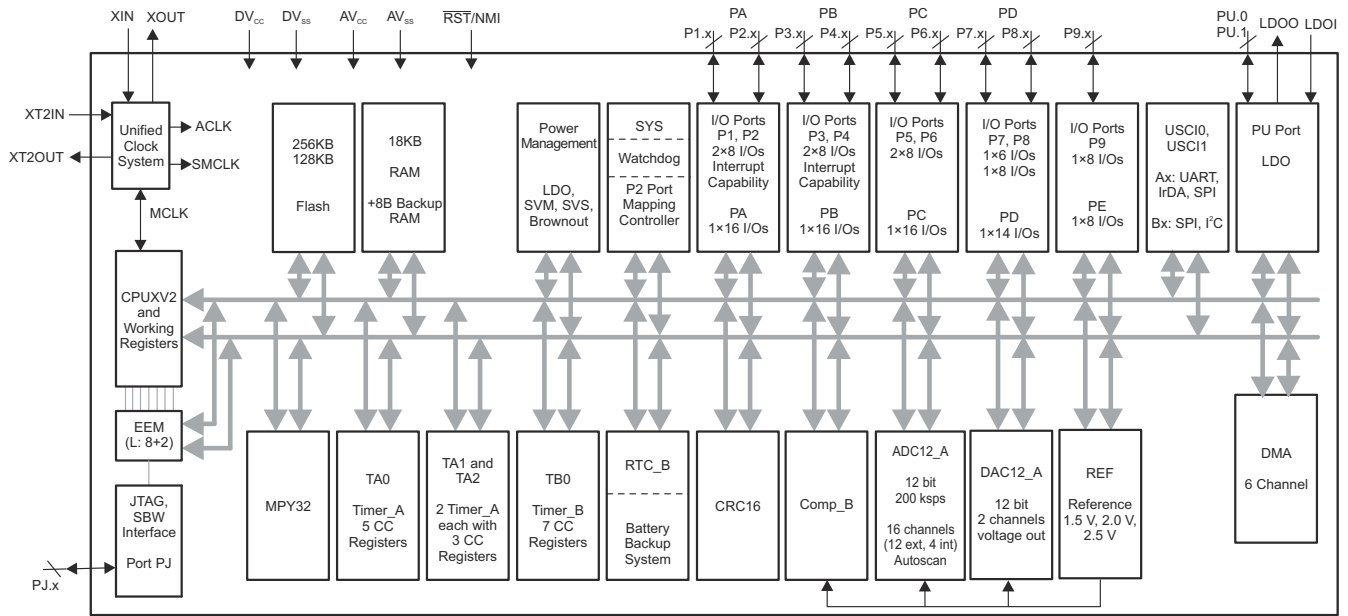 XIN XOUT DVCC DVSS AVCC AVSS RST/NMI PA PB PC PD PU.0 LDOO LDOI
P1.x P2.x P3.x P4.x P5.x P6.x P7.x P8.x P9.x PU.1
XT2IN
XT2OUT
Unified
Clock
System
ACLK
SMCLK
MCLK
256KB
128KB
Flash
18KB
RAM
+8B Backup
RAM
Power
Management
LDO,
SVM, SVS,
Brownout
SYS
Watchdog
P2 Port
Mapping
Controller
I/O Ports
P1, P2
2×8 I/Os
Interrupt
Capability
PA
1×16 I/Os
I/O Ports
P3, P4
2×8 I/Os
Interrupt
Capability
PB
1×16 I/Os
I/O Ports
P5, P6
2×8 I/Os
PC
1×16 I/Os
I/O Ports
P7, P8
1×6 I/Os
1×8 I/Os
PD
1×14 I/Os
I/O Ports
P9
1×8 I/Os
PE
1×8 I/Os
USCI0,
USCI1
Ax: UART,
IrDA, SPI
Bx: SPI, I²C
PU Port
LDO
CPUXV2
and
Working
Registers
EEM
(L: 8+2)
JTAG,
SBW
Interface
Port PJ
PJ.x
MPY32
TA0
Timer_A
5 CC
Registers
TA1 and
TA2
2 Timer_A
each with
3 CC
Registers
TB0
Timer_B
7 CC
Registers
RTC_B
Battery
Backup
System
CRC16
Comp_B
ADC12_A
12 bit
200 ksps
16 channels
(12 ext, 4 int)
Autoscan
DAC12_A
12 bit
2 channels
voltage out
REF
Reference
1.5 V, 2.0 V,
2.5 V
DMA
6 Channel